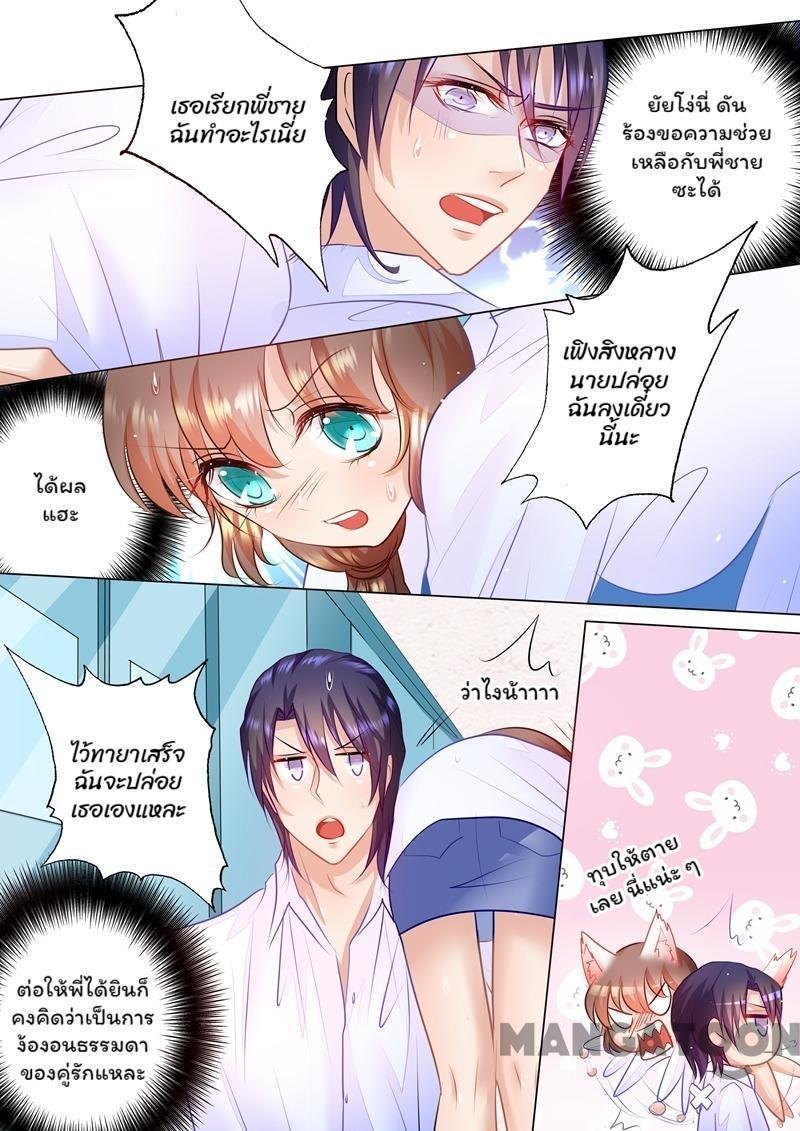 เธอเรียกพี่ชาย
ฉันทำอะไรเนี่ย
ยัยโง่นี่ ดัน
ร้องขอความช่วย
เหลือกับพี่ชาย
ซะได้
เฟิงสิงหลาง
นายปล่อย
ฉันลงเดี๋ยว
นี้นะ
ได้ผล
แฮะ
ว่าไงน้าาาา
ไว้ทายาเสร็จ
ฉันจะปล่อย
เธอเองแหละ
ทุบให้ตาย
เลย นี่แน่ะ ๆ
ต่อให้พี่ได้ยินก็
คงคิดว่าเป็นการ
ง้องอนธรรมดา
ของคู่รักแหละ
MANGATOON